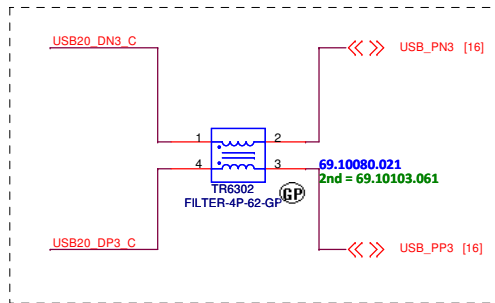 USB20_DN3_C
USB_PN3 [16]
1 2
4 3
69.10080.021
2nd = 69.10103.061
TR6302
FILTER-4P-62-GP
GP
USB20_DP3_C
USB_PP3 [16]